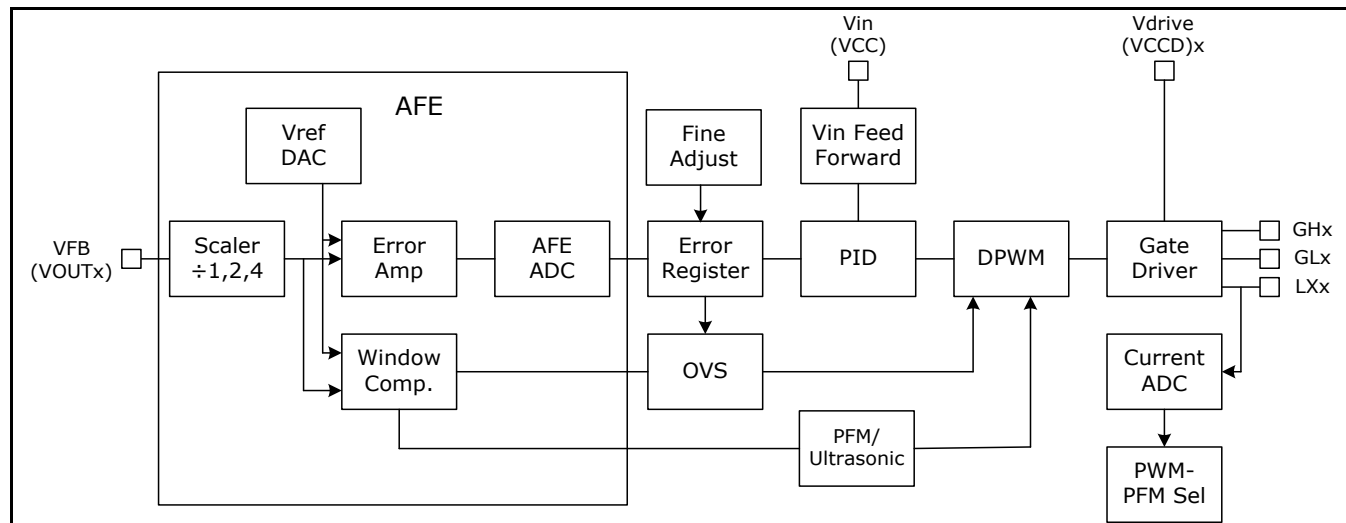 Vin
(VCC)
Vdrive
(VCCD)x
AFE
Vref
DAC
Fine
Adjust
Vin Feed
Forward
VFB
(VOUTx)
Scaler
÷1,2,4
Error
Amp
AFE
ADC
Error
Register
PID
DPWM
Gate
Driver
GHx
GLx
LXx
Window
Comp.
OVS
Current
ADC
PFM/
Ultrasonic
PWM-
PFM Sel